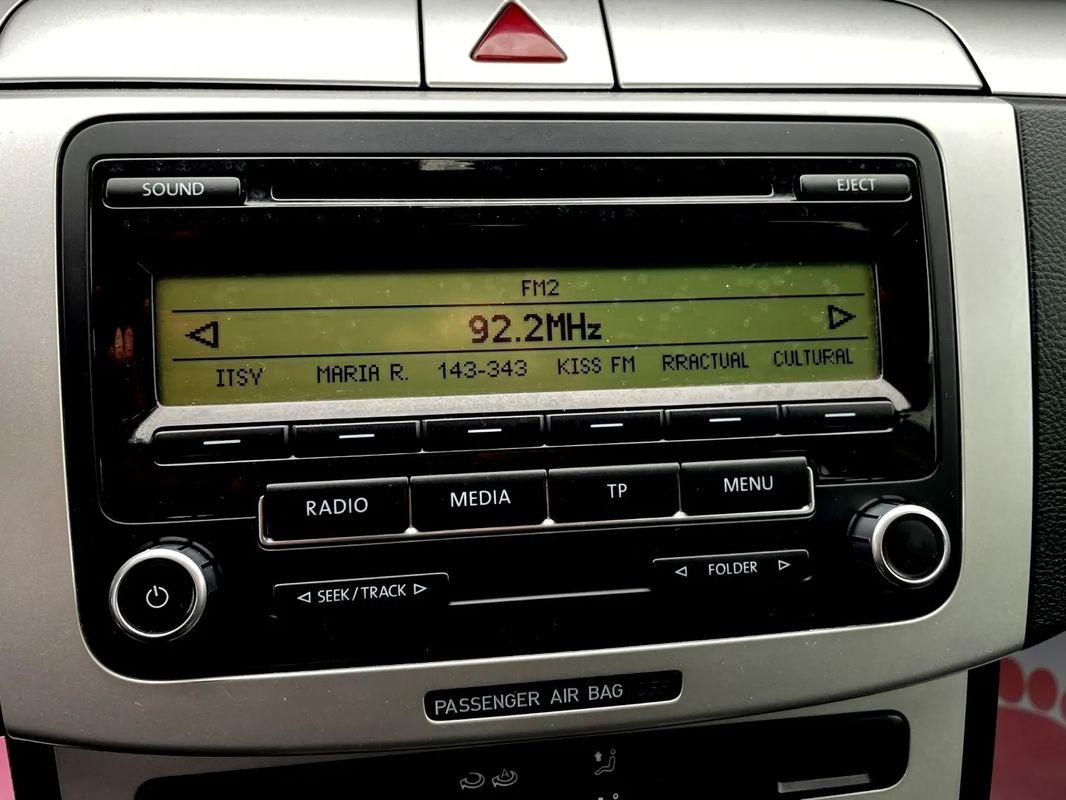 SOUND
EJECT
FM2
92.2MHz
ITSY MARIA R. 143-343 KISS FM RRACTUAL CULTURAL
RADIO MEDIA TP MENU
SEEK/TRACK
FOLDER
PASSENGER AIR BAG OFF
A